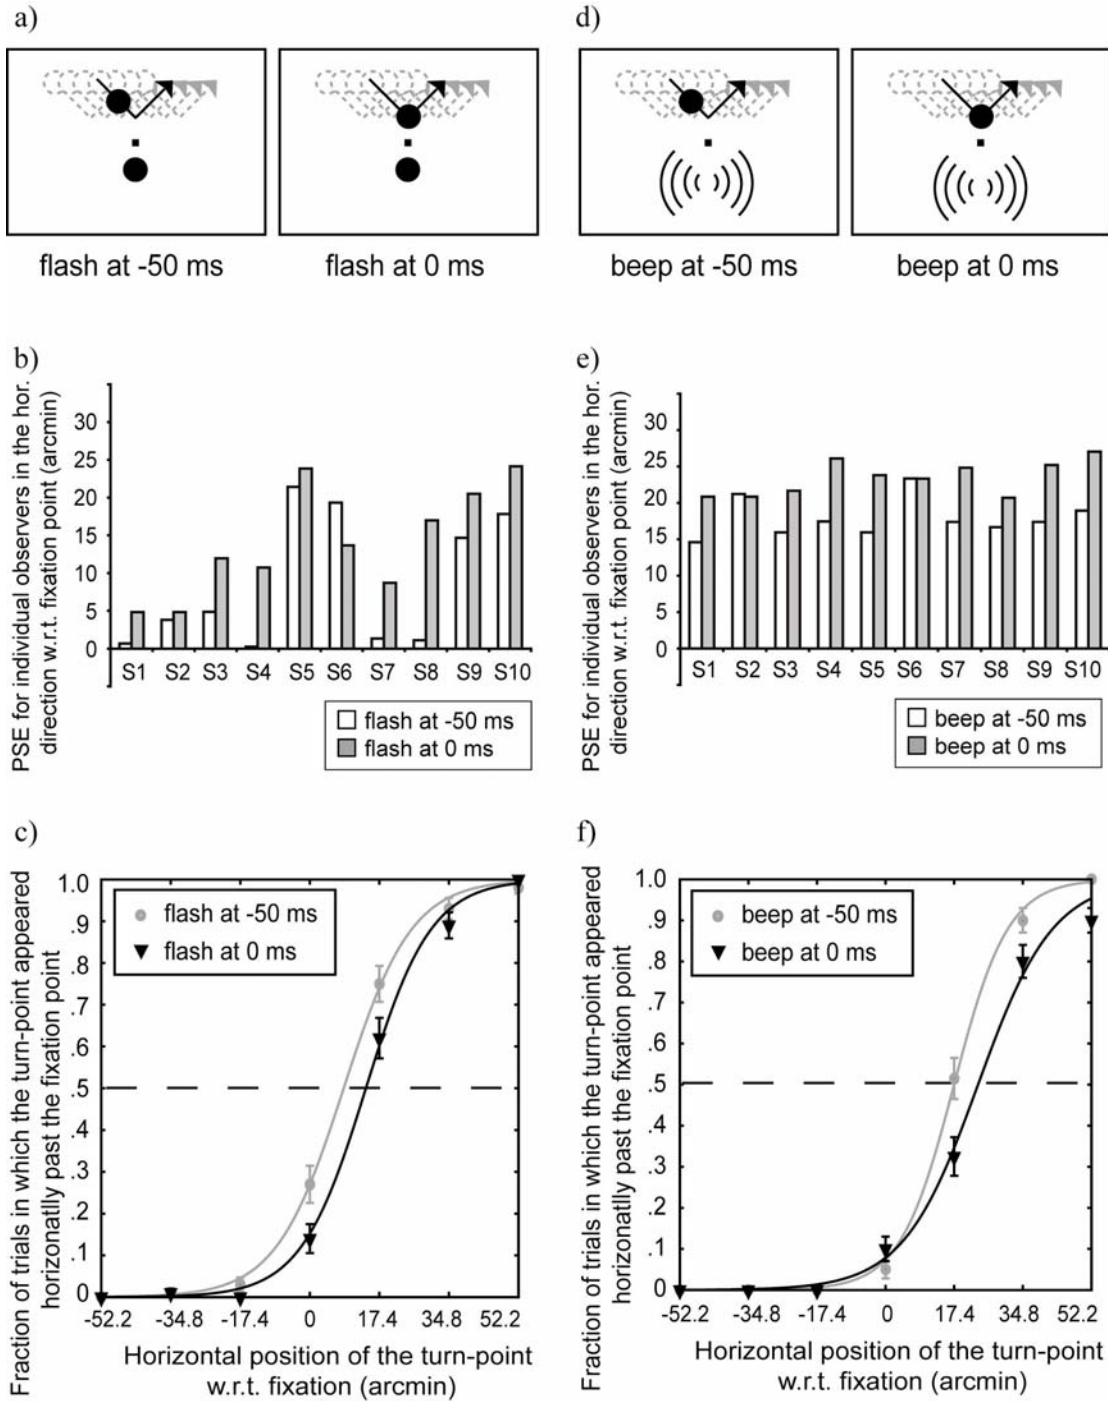 a)
flash at -50 ms
flash at 0 ms
d)
beep at -50 ms
beep at 0 ms
b)
PSE for individual observers in the hor.
direction w.r.t. fixation point (arcmin)
30
25
20
15
10
5
0
S1 S2 S3 S4 S5 S6 S7 S8 S9 S10
flash at -50 ms
flash at 0 ms
e)
PSE for individual observers in the hor.
direction w.r.t. fixation point (arcmin)
30
25
20
15
10
5
0
S1 S2 S3 S4 S5 S6 S7 S8 S9 S10
beep at -50 ms
beep at 0 ms
c)
Fraction of trials in which the turn-point appeared
horizonatlly past the fixation point
1.0
.9
.8
.7
.6
.5
.4
.3
.2
.1
0
flash at -50 ms
flash at 0 ms
-52.2 -34.8 -17.4 0 17.4 34.8 52.2
Horizontal position of the turn-point
w.r.t. fixation (arcmin)
f)
Fraction of trials in which the turn-point appeared
horizonatlly past the fixation point
1.0
.9
.8
.7
.6
.5
.4
.3
.2
.1
0
beep at -50 ms
beep at 0 ms
-52.2 -34.8 -17.4 0 17.4 34.8 52.2
Horizontal position of the turn-point
w.r.t. fixation (arcmin)